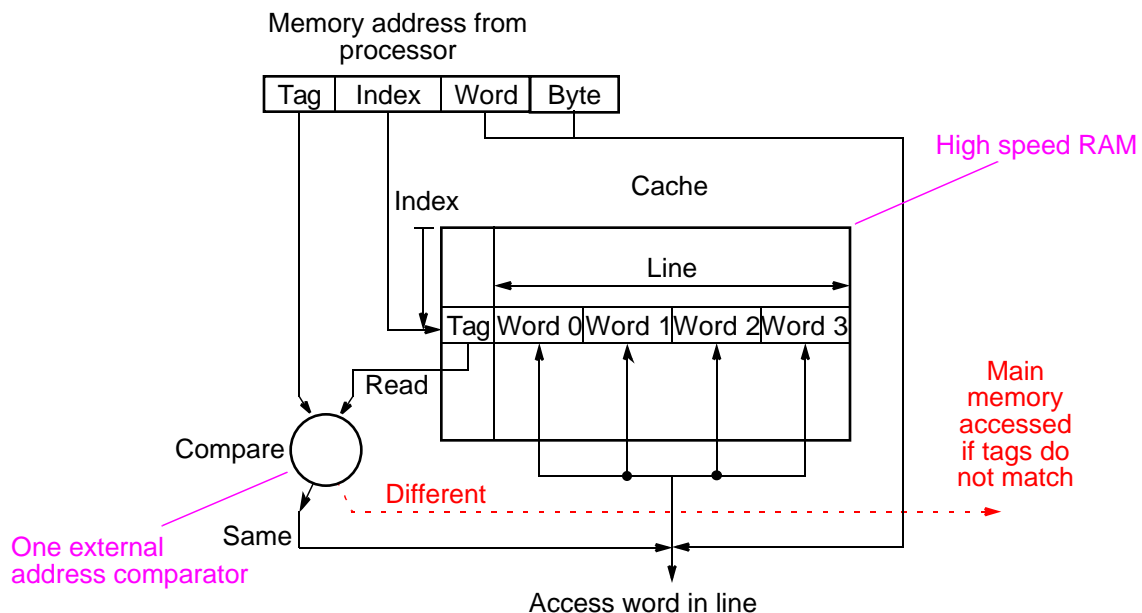 Memory address from
processor
Tag Index Word Byte
High speed RAM
Cache
Index
Line
Tag Word 0 Word 1 Word 2 Word 3
Read
Main
memory
accessed
if tags do
not match
Compare
Different
Same
One external
address comparator
Access word in line